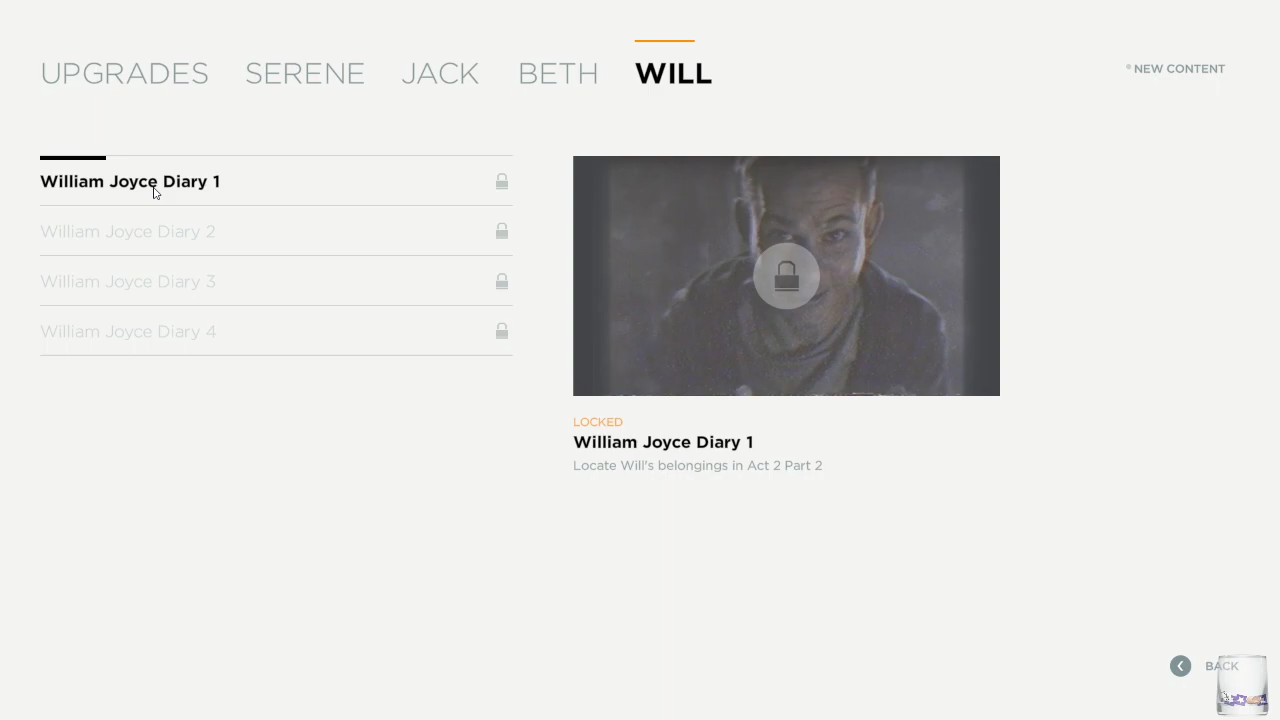 UPGRADES SERENE JACK BETH WILL
NEW CONTENT
William Joyce Diary 1
William Joyce Diary 2
William Joyce Diary 3
William Joyce Diary 4
LOCKED
William Joyce Diary 1
Locate Will's belongings in Act 2 Part 2
BACK